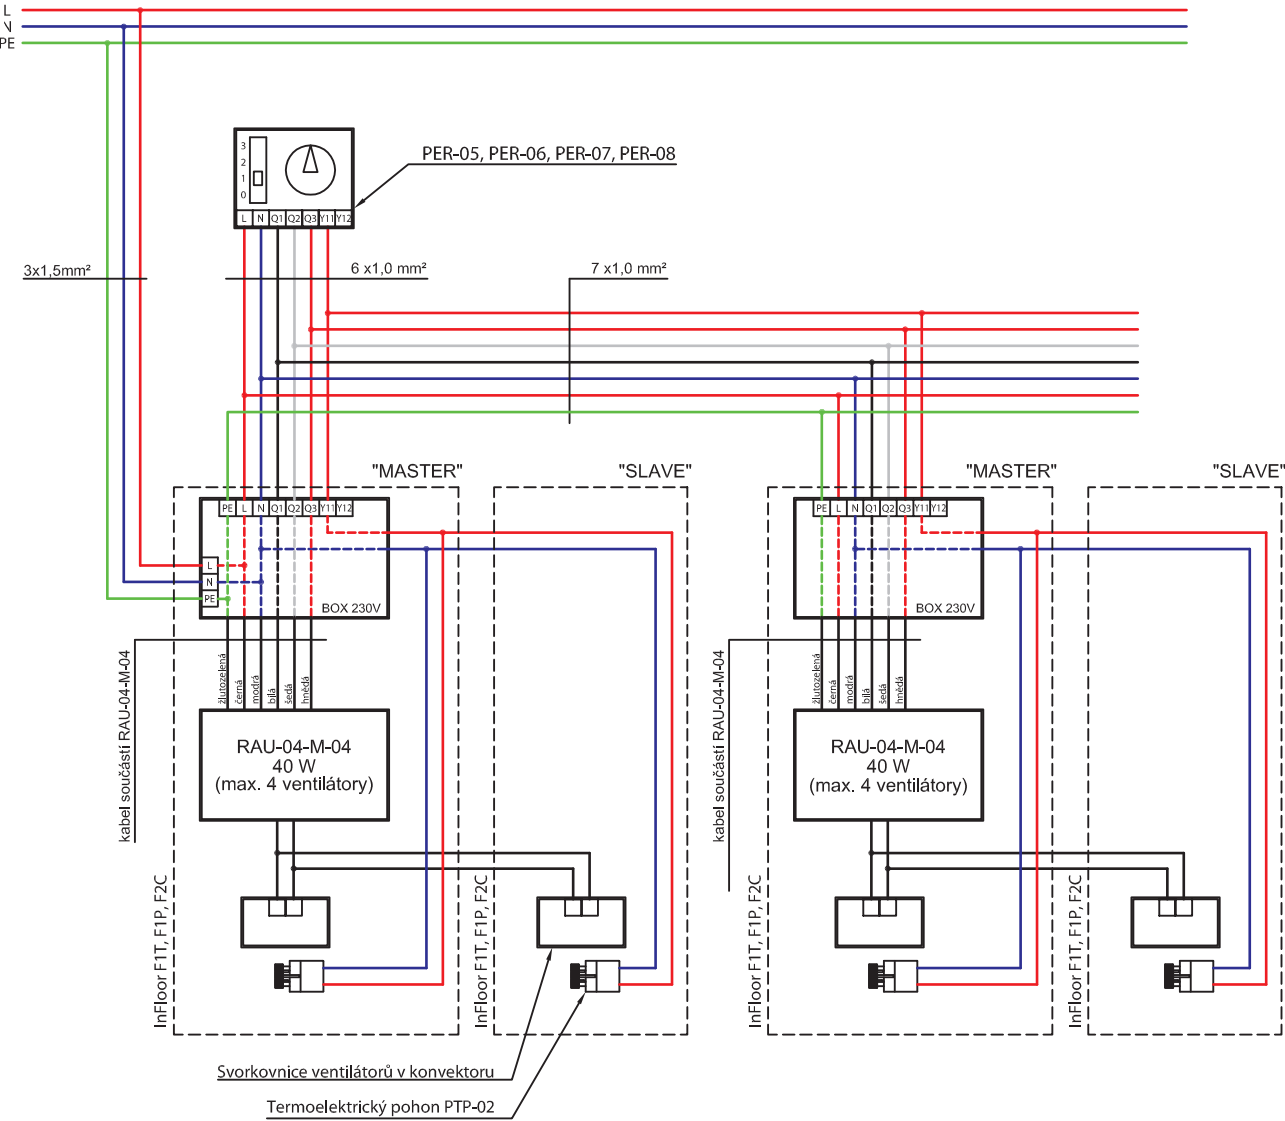 L
N
PE
3
2
1
0
L N Q1 Q2 Q3 Y11 Y12
PER-05, PER-06, PER-07, PER-08
3x1,5mm²
6 x1,0 mm²
7 x1,0 mm²
"MASTER"
"SLAVE"
"MASTER"
"SLAVE"
PE L N Q1 Q2 Q3 Y11 Y12
L
N
PE
BOX 230V
PE L N Q1 Q2 Q3 Y11 Y12
BOX 230V
kabel součástí RAU-04-M-04
žlutozelená
černá
modrá
bílá
šedá
hnědá
kabel součástí RAU-04-M-04
žlutozelená
černá
modrá
bílá
šedá
hnědá
RAU-04-M-04
40 W
(max. 4 ventilátory)
RAU-04-M-04
40 W
(max. 4 ventilátory)
InFloor F1T, F1P, F2C
InFloor F1T, F1P, F2C
InFloor F1T, F1P, F2C
InFloor F1T, F1P, F2C
Svorkovnice ventilátorů v konvektoru
Termoelektrický pohon PTP-02